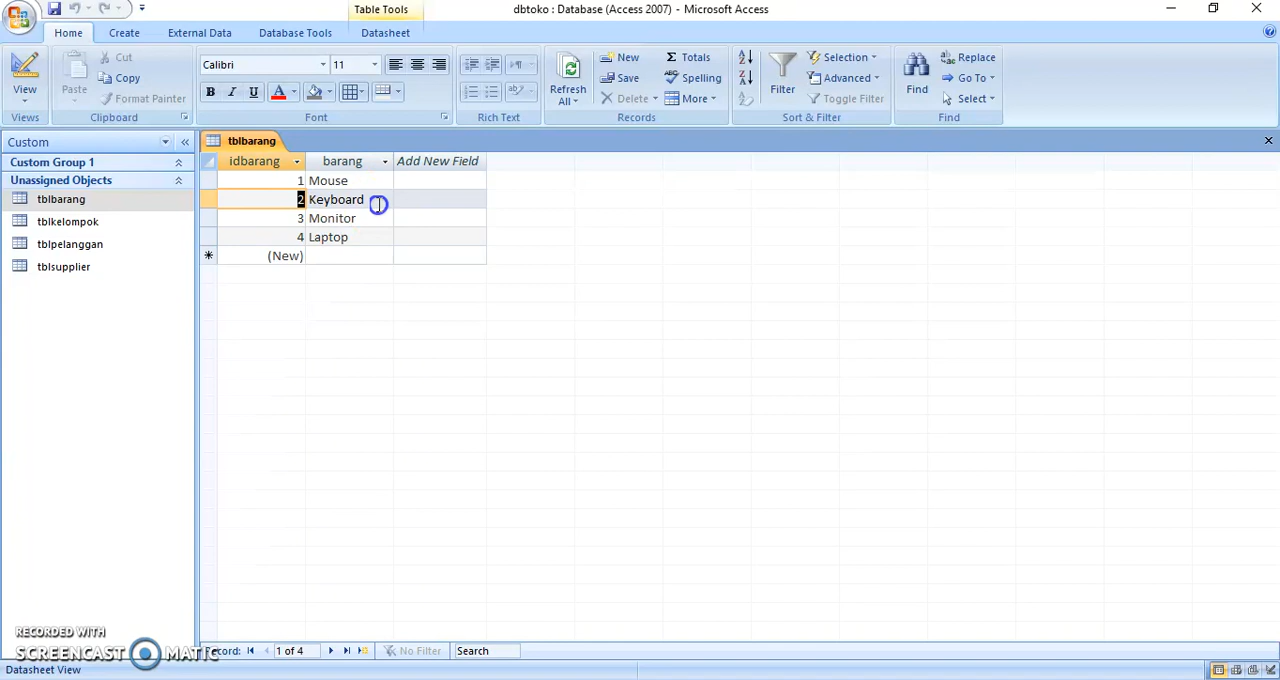 dbtoko : Database (Access 2007) - Microsoft Access
Table Tools
Home
Create
External Data
Database Tools
Datasheet
View
Views
Paste
Cut
Copy
Format Painter
Clipboard
Calibri
11
B I U A
Font
Rich Text
Refresh
All
New
Save
Delete
Σ Totals
Spelling
More
Records
Filter
Selection
Advanced
Toggle Filter
Sort & Filter
Find
Replace
Go To
Select
Find
Custom
Custom Group 1
Unassigned Objects
tblbarang
tblkelompok
tblpelanggan
tblsupplier
tblbarang
idbarang barang Add New Field
1 Mouse
2 Keyboard
3 Monitor
4 Laptop
(New)
RECORDED WITH
SCREENCAST MATIC
Record: 1 of 4 No Filter Search
Datasheet View